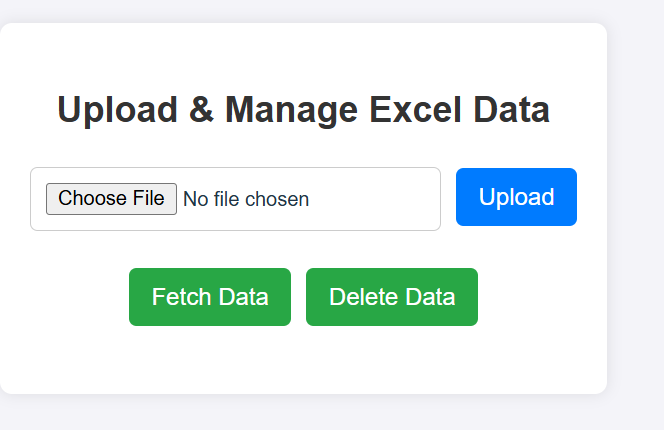 Upload & Manage Excel Data
Choose File No file chosen Upload
Fetch Data Delete Data